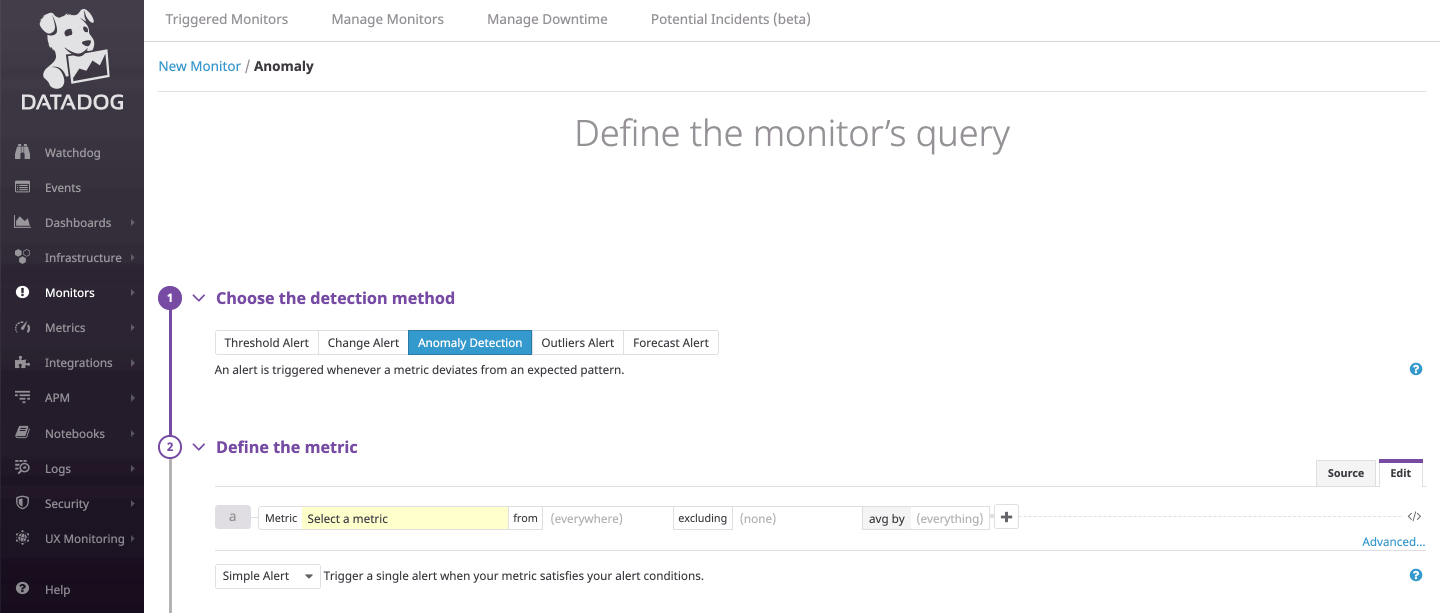 DATADOG
Watchdog
Events
Dashboards
Infrastructure
Monitors
Metrics
Integrations
APM
Notebooks
Logs
Security
UX Monitoring
Help
Triggered Monitors Manage Monitors Manage Downtime Potential Incidents (beta)
New Monitor / Anomaly
Define the monitor's query
1 Choose the detection method
Threshold Alert Change Alert Anomaly Detection Outliers Alert Forecast Alert
An alert is triggered whenever a metric deviates from an expected pattern. ?
2 Define the metric
Source Edit
a Metric Select a metric from (everywhere) excluding (none) avg by (everything) + </>
Advanced...
Simple Alert Trigger a single alert when your metric satisfies your alert conditions. ?